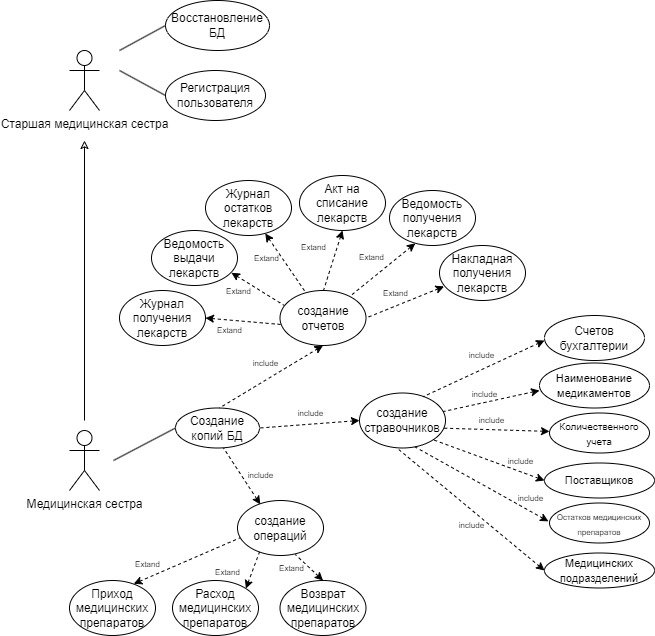 Восстановление
БД
Регистрация
пользователя
Старшая медицинская сестра
Журнал
остатков
лекарств
Акт на
списание
лекарств
Ведомость
получения
лекарств
Ведомость
выдачи
лекарств
Накладная
получения
лекарств
Журнал
получения
лекарств
Extand
Extand
Extand
Extand
Extand
Extand
создание
отчетов
include
Счетов
бухгалтерии
include
Наименование
медикаментов
include
Создание
копий БД
include
создание
стравочников
include
Количественного
учета
include
Поставщиков
include
Остатков медицинских
препаратов
include
Медицинских
подразделений
Медицинская сестра
include
создание
операций
Extand
Extand
Extand
Приход
медицинских
препаратов
Расход
медицинских
препаратов
Возврат
медицинских
препаратов